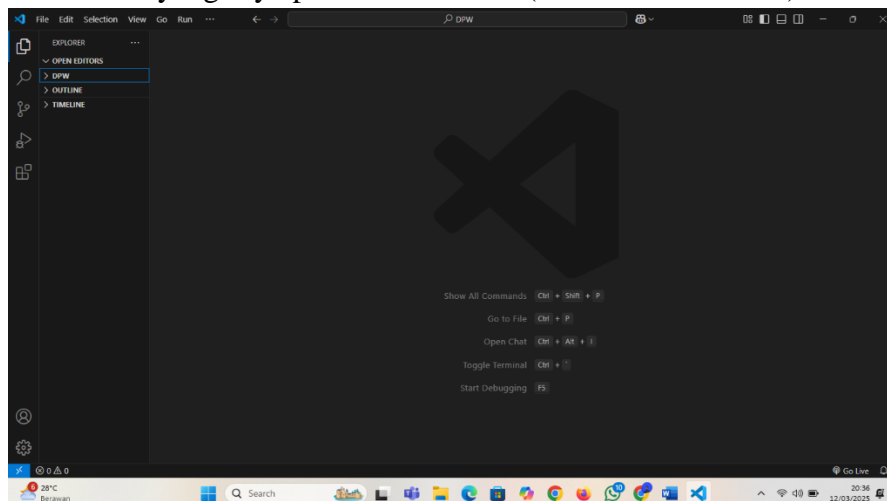 File Edit Selection View Go Run ··· DPW
EXPLORER ···
OPEN EDITORS
DPW
OUTLINE
TIMELINE
Show All Commands Ctrl + Shift + P
Go to File Ctrl + P
Open Chat Ctrl + Alt + I
Toggle Terminal Ctrl + `
Start Debugging F5
0 0 Go Live
28°C
Berawan
Search
20:36
12/03/2025